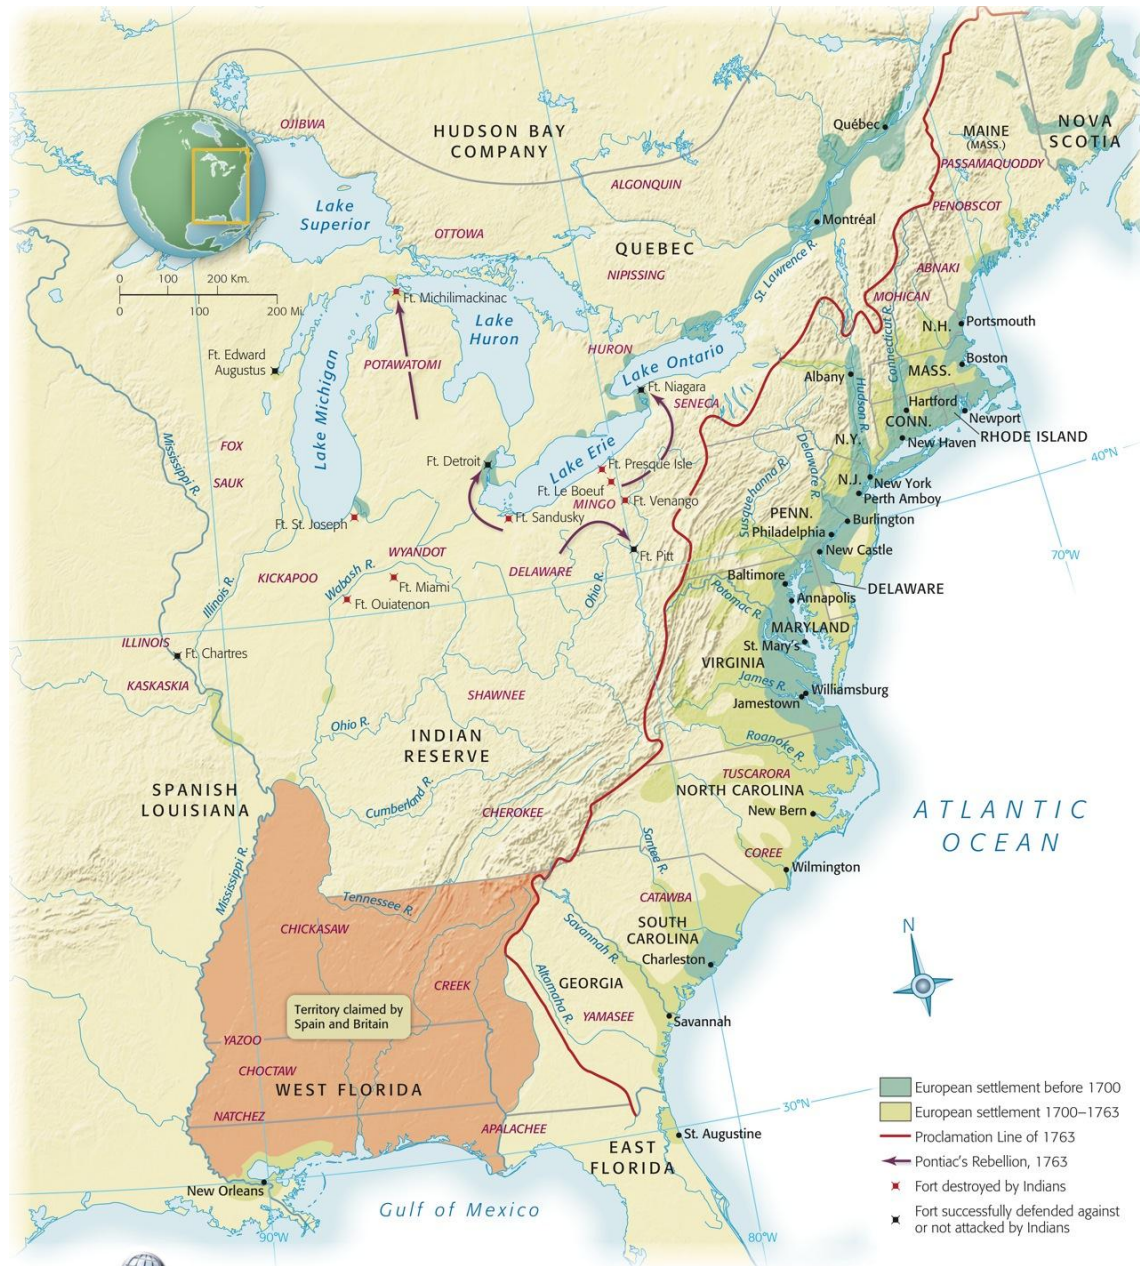 HUDSON BAY
COMPANY
NOVA
SCOTIA
MAINE
(MASS.)
Québec
OJIBWA
PASSAMAQUODDY
ALGONQUIN
PENOBSCOT
Lake
Superior
Montréal
OTTOWA
QUEBEC
NIPISSING
St. Lawrence R.
ABNAKI
0 100 200 Km.
0 100 200 Mi.
Ft. Michilimackinac
MOHICAN
Lake
Huron
Connecticut R.
N.H.
Portsmouth
HURON
Lake Ontario
Ft. Edward
Augustus
POTAWATOMI
Boston
MASS.
Albany
Ft. Niagara
SENECA
Hudson R.
Hartford
CONN.
Newport
RHODE ISLAND
New Haven
Lake Michigan
Mississippi R.
FOX
SAUK
Ft. Detroit
Lake Erie
Ft. Presque Isle
Ft. Le Boeuf
MINGO
Ft. Venango
N.Y.
Delaware R.
Susquehanna R.
N.J.
New York
Perth Amboy
40°N
PENN.
Burlington
Philadelphia
New Castle
70°W
Ft. St. Joseph
Ft. Sandusky
WYANDOT
Ft. Pitt
KICKAPOO
Wabash R.
Ft. Miami
Ft. Ouiatenon
DELAWARE
Ohio R.
Illinois R.
Baltimore
DELAWARE
Potomac R.
Annapolis
MARYLAND
St. Mary's
VIRGINIA
ILLINOIS
Ft. Chartres
KASKASKIA
James R.
Williamsburg
Jamestown
SHAWNEE
Ohio R.
INDIAN
RESERVE
Roanoke R.
SPANISH
LOUISIANA
Cumberland R.
CHEROKEE
TUSCARORA
NORTH CAROLINA
New Bern
ATLANTIC
OCEAN
Santee R.
COREE
Wilmington
Mississippi R.
Tennessee R.
CATAWBA
CHICKASAW
SOUTH
CAROLINA
Savannah R.
Charleston
N
CREEK
Altamaha R.
GEORGIA
Territory claimed by
Spain and Britain
YAMASEE
Savannah
YAZOO
CHOCTAW
WEST FLORIDA
NATCHEZ
APALACHEE
30°N
St. Augustine
EAST
FLORIDA
New Orleans
Gulf of Mexico
90°W
80°W
European settlement before 1700
European settlement 1700–1763
Proclamation Line of 1763
Pontiac's Rebellion, 1763
Fort destroyed by Indians
Fort successfully defended against
or not attacked by Indians